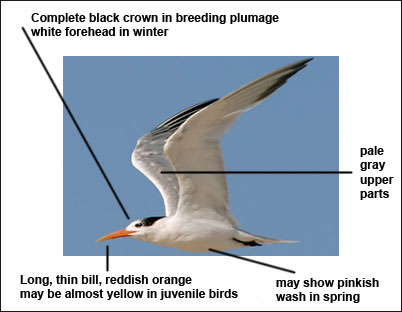 Complete black crown in breeding plumage
white forehead in winter
pale
gray
upper
parts
Long, thin bill, reddish orange
may be almost yellow in juvenile birds
may show pinkish
wash in spring